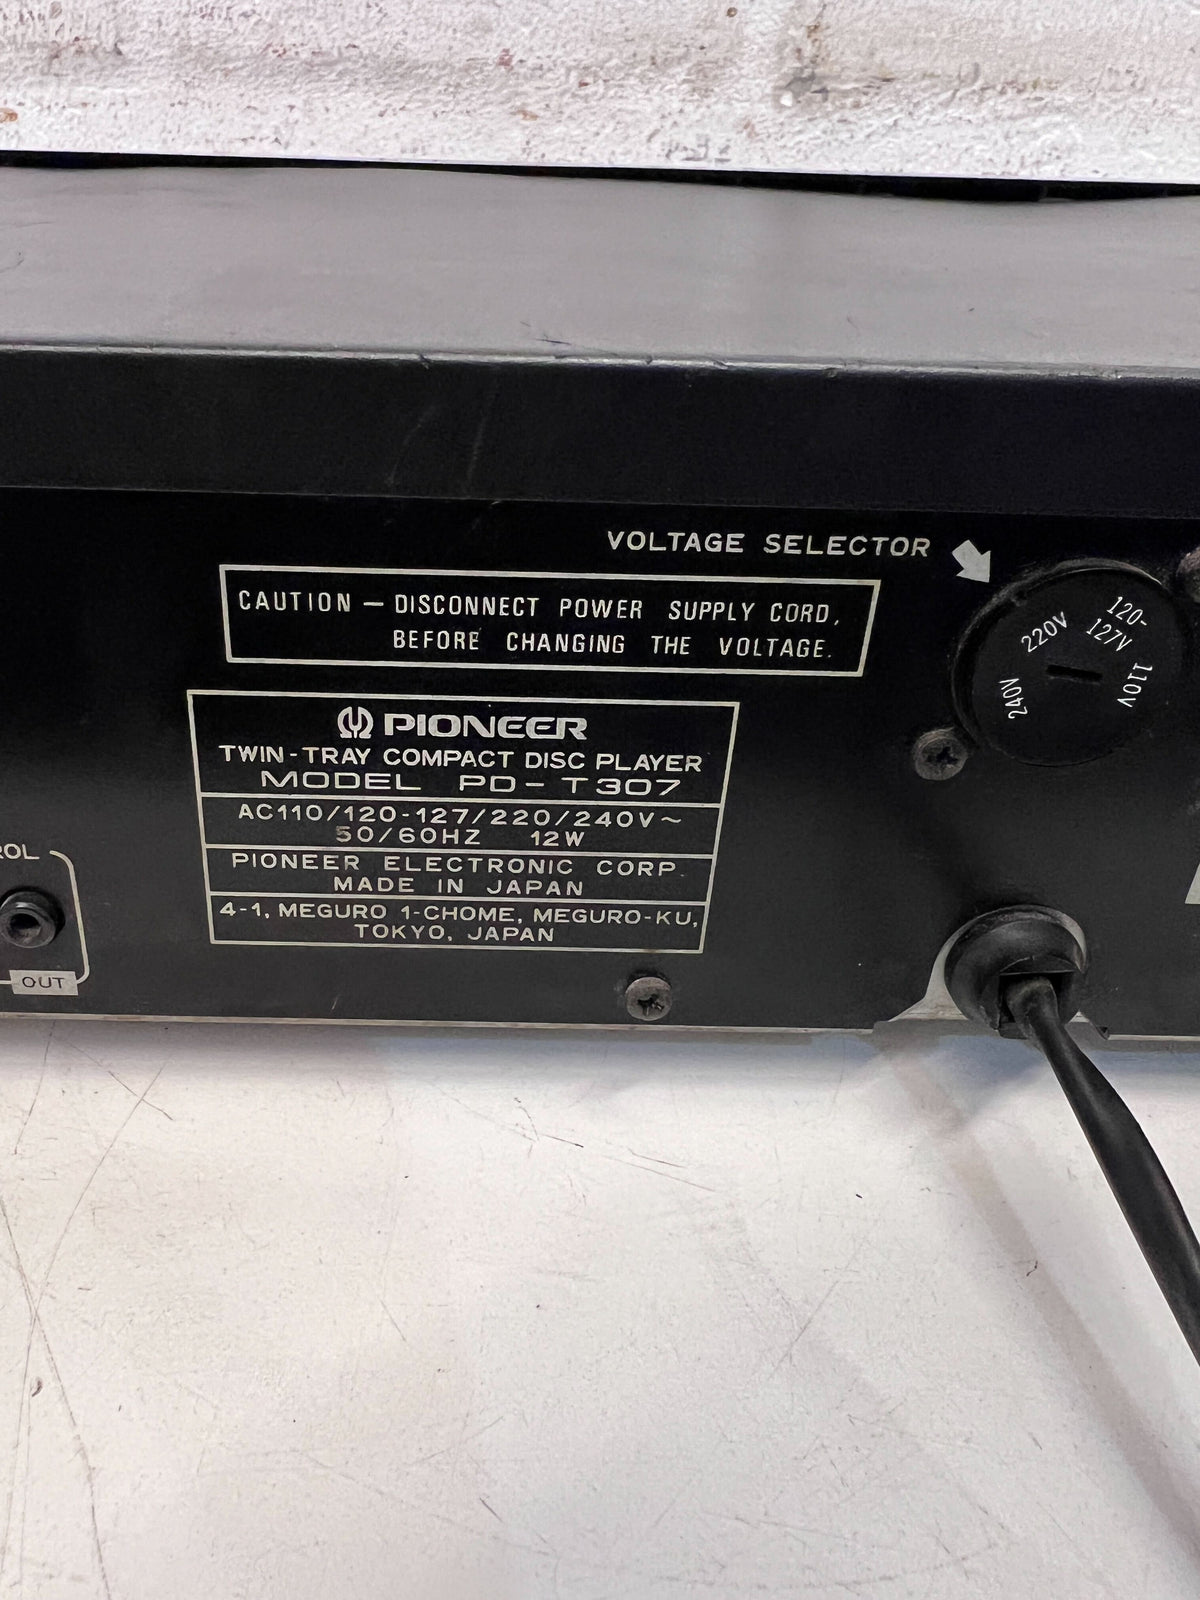 VOLTAGE SELECTOR
CAUTION – DISCONNECT POWER SUPPLY CORD,
BEFORE CHANGING THE VOLTAGE.
240V
220V
120-
127V
110V
PIONEER
TWIN-TRAY COMPACT DISC PLAYER
MODEL PD-T307
AC110/120-127/220/240V~
50/60HZ 12W
PIONEER ELECTRONIC CORP.
MADE IN JAPAN
4-1, MEGURO 1-CHOME, MEGURO-KU,
TOKYO, JAPAN
OUT